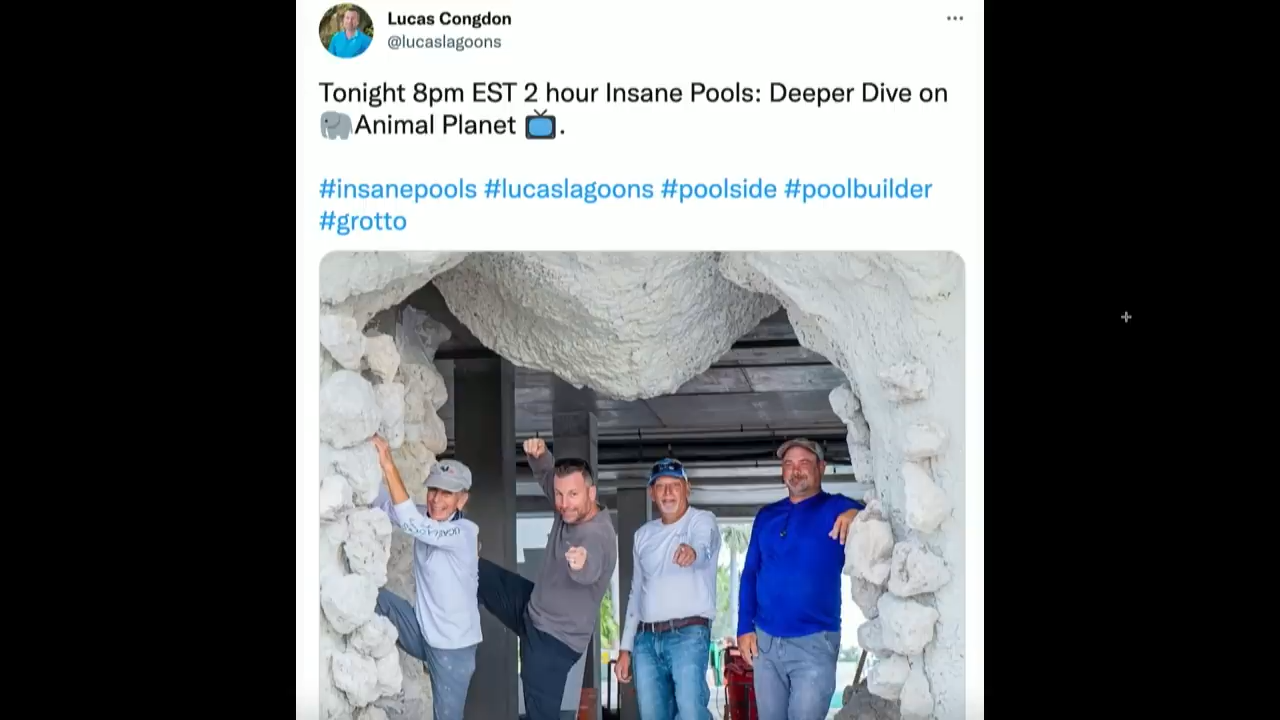 Lucas Congdon
@lucaslagoons
Tonight 8pm EST 2 hour Insane Pools: Deeper Dive on
🐘Animal Planet 📺.
#insanepools #lucaslagoons #poolside #poolbuilder
#grotto